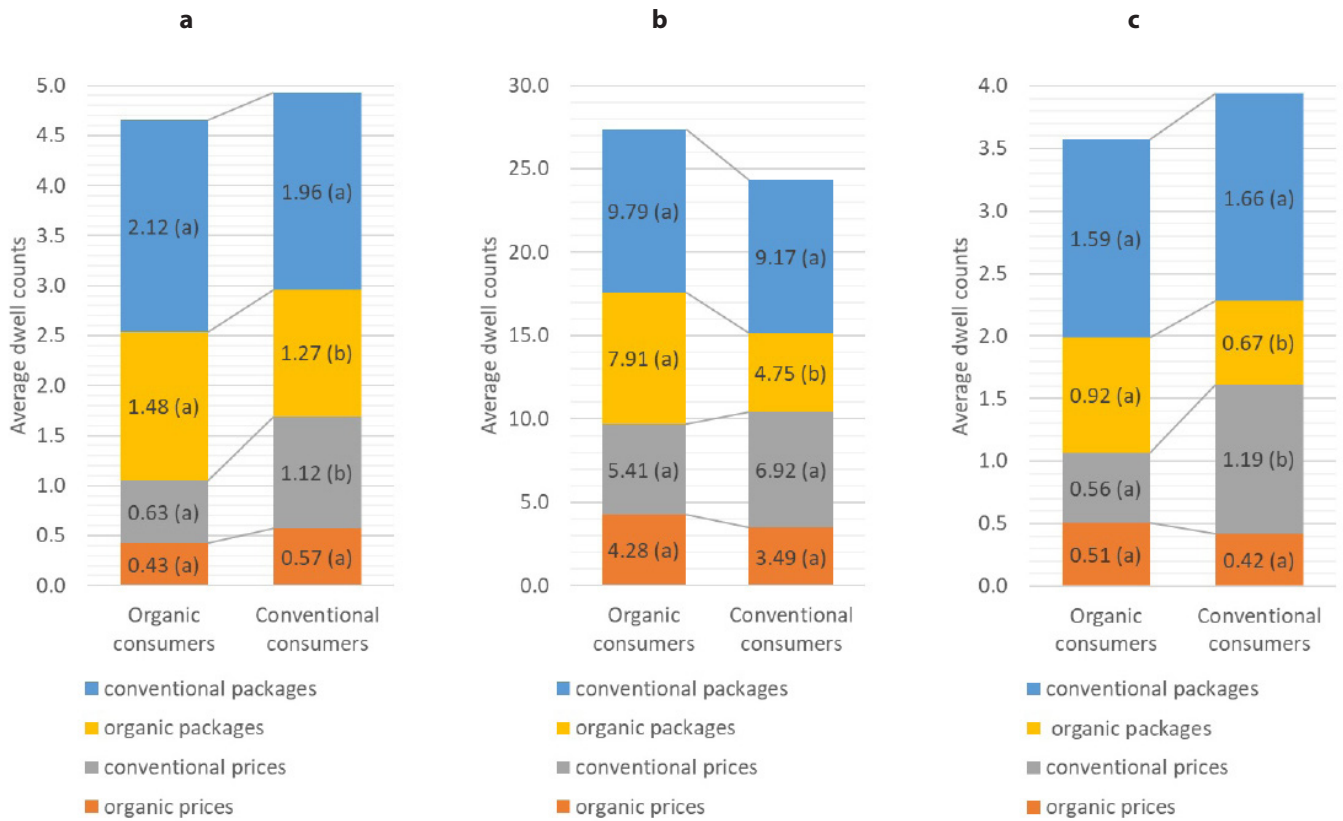 a
b
c
Average dwell counts
5.0
4.5
4.0
3.5
3.0
2.5
2.0
1.5
1.0
0.5
0.0
2.12 (a)
1.48 (a)
0.63 (a)
0.43 (a)
1.96 (a)
1.27 (b)
1.12 (b)
0.57 (a)
Organic
consumers
Conventional
consumers
conventional packages
organic packages
conventional prices
organic prices
Average dwell counts
30.0
25.0
20.0
15.0
10.0
5.0
0.0
9.79 (a)
7.91 (a)
5.41 (a)
4.28 (a)
9.17 (a)
4.75 (b)
6.92 (a)
3.49 (a)
Organic
consumers
Conventional
consumers
conventional packages
organic packages
conventional prices
organic prices
Average dwell counts
4.0
3.5
3.0
2.5
2.0
1.5
1.0
0.5
0.0
1.59 (a)
0.92 (a)
0.56 (a)
0.51 (a)
1.66 (a)
0.67 (b)
1.19 (b)
0.42 (a)
Organic
consumers
Conventional
consumers
conventional packages
organic packages
conventional prices
organic prices